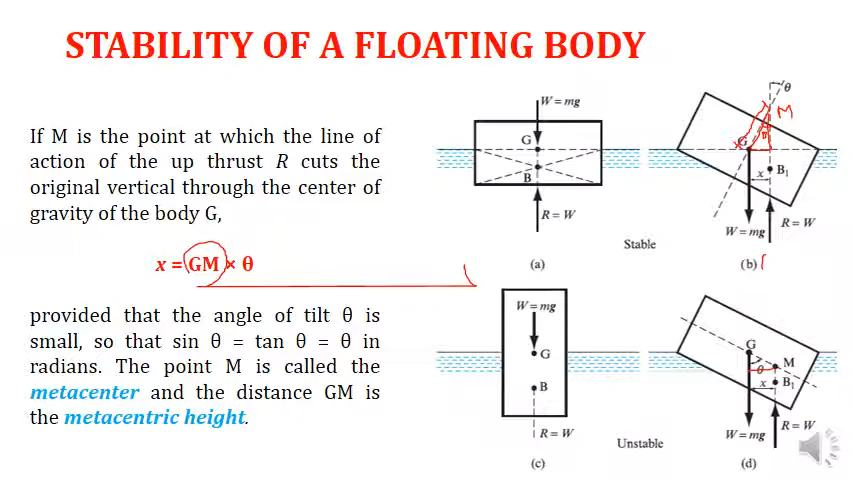 STABILITY OF A FLOATING BODY
If M is the point at which the line of
action of the up thrust R cuts the
original vertical through the center of
gravity of the body G,
x = GM × θ
provided that the angle of tilt θ is
small, so that sin θ = tan θ = θ in
radians. The point M is called the
metacenter and the distance GM is
the metacentric height.
W = mg
G
B
R = W
(a)
Stable
θ
M
G
B₁
x
R = W
W = mg
(b)
W = mg
G
B
R = W
(c)
Unstable
G
θ
M
B₁
x
R = W
W = mg
(d)